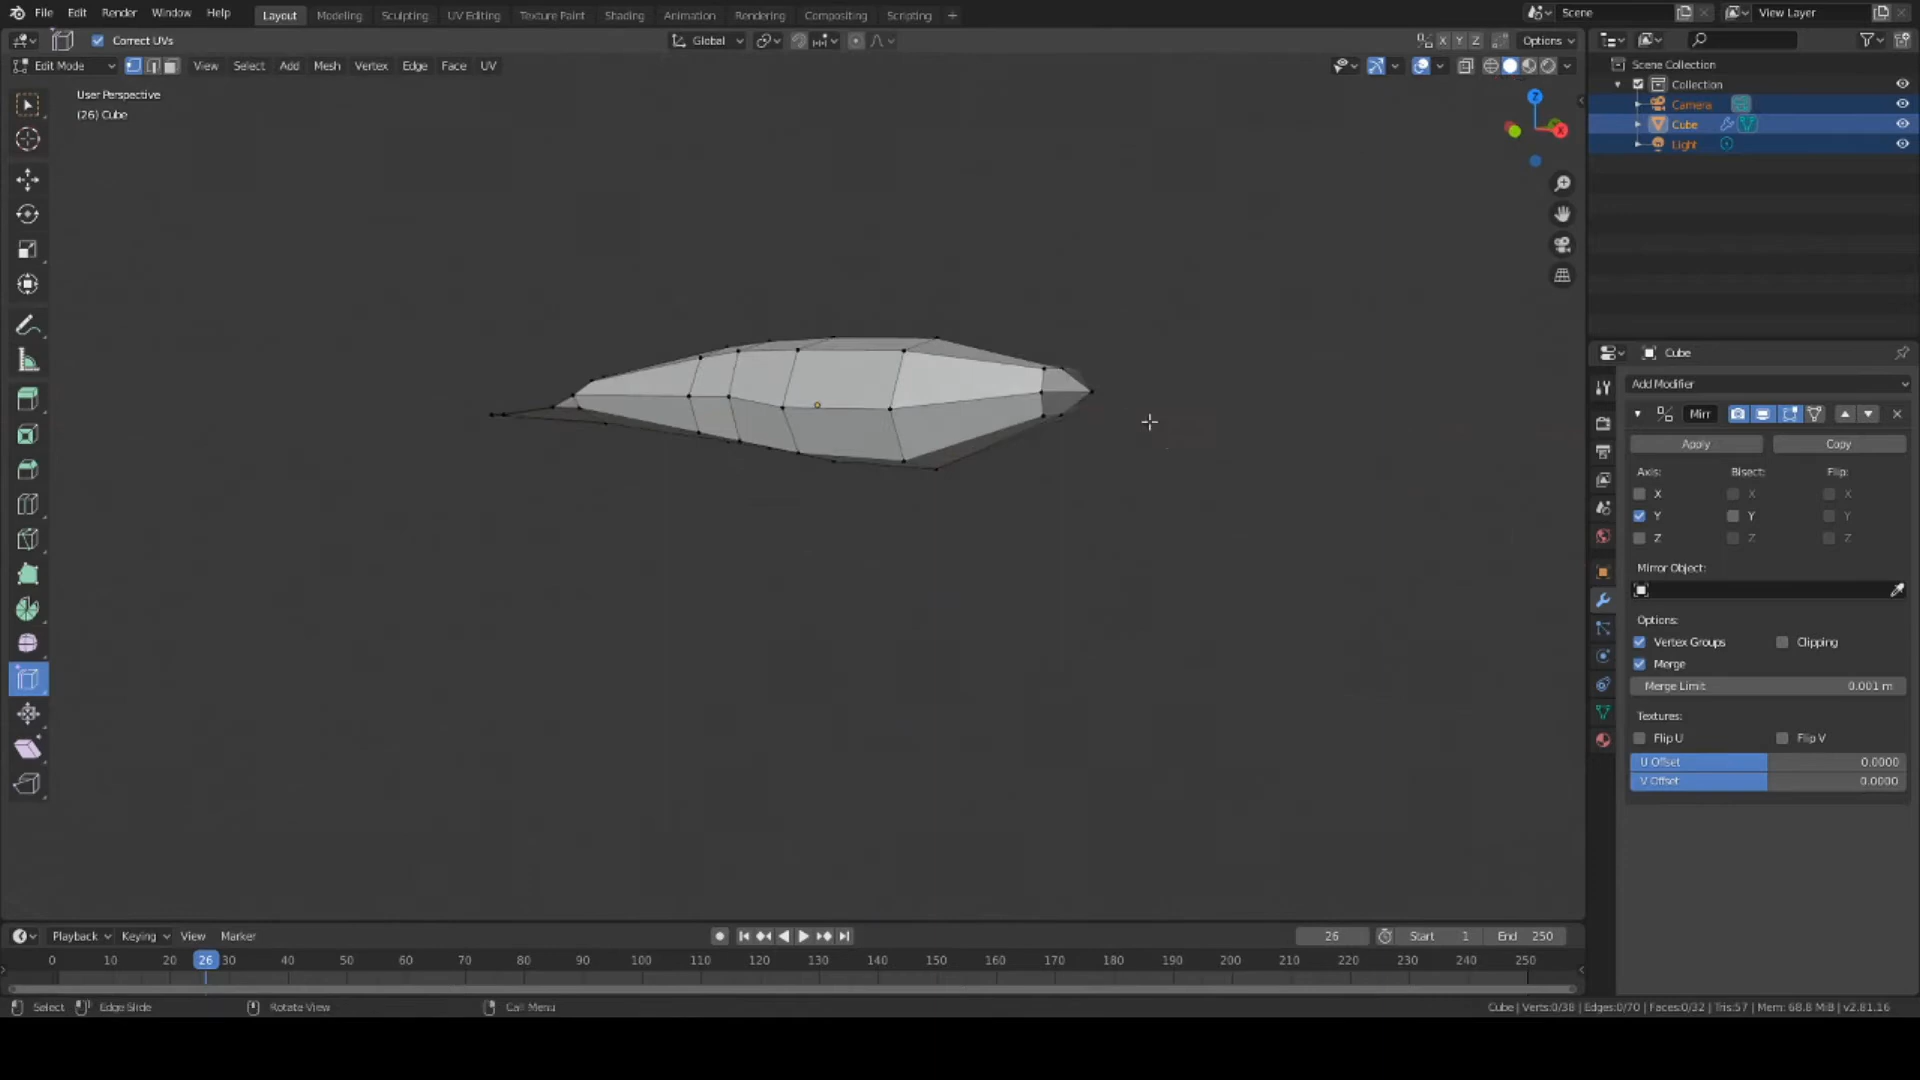 File Edit Render Window Help Layout Modeling Sculpting UV Editing Texture Paint Shading Animation Rendering Compositing Scripting + Scene View Layer
Correct UVs Global X Y Z Options
Edit Mode View Select Add Mesh Vertex Edge Face UV
User Perspective
(26) Cube
Z
X
Scene Collection
Collection
Camera
Cube
Light
Cube
Add Modifier
Mirr
Apply Copy
Axis: Bisect: Flip:
X X X
Y Y Y
Z Z Z
Mirror Object:
Options:
Vertex Groups Clipping
Merge
Merge Limit 0.001 m
Textures:
Flip U Flip V
U Offset 0.0000
V Offset 0.0000
Playback Keying View Marker 26 Start 1 End 250
0 10 20 26 30 40 50 60 70 80 90 100 110 120 130 140 150 160 170 180 190 200 210 220 230 240 250
Select Edge Slide Rotate View Call Menu Cube | Verts:0/38 | Edges:0/70 | Faces:0/32 | Tris:57 | Mem: 68.8 MiB | v2.81.16